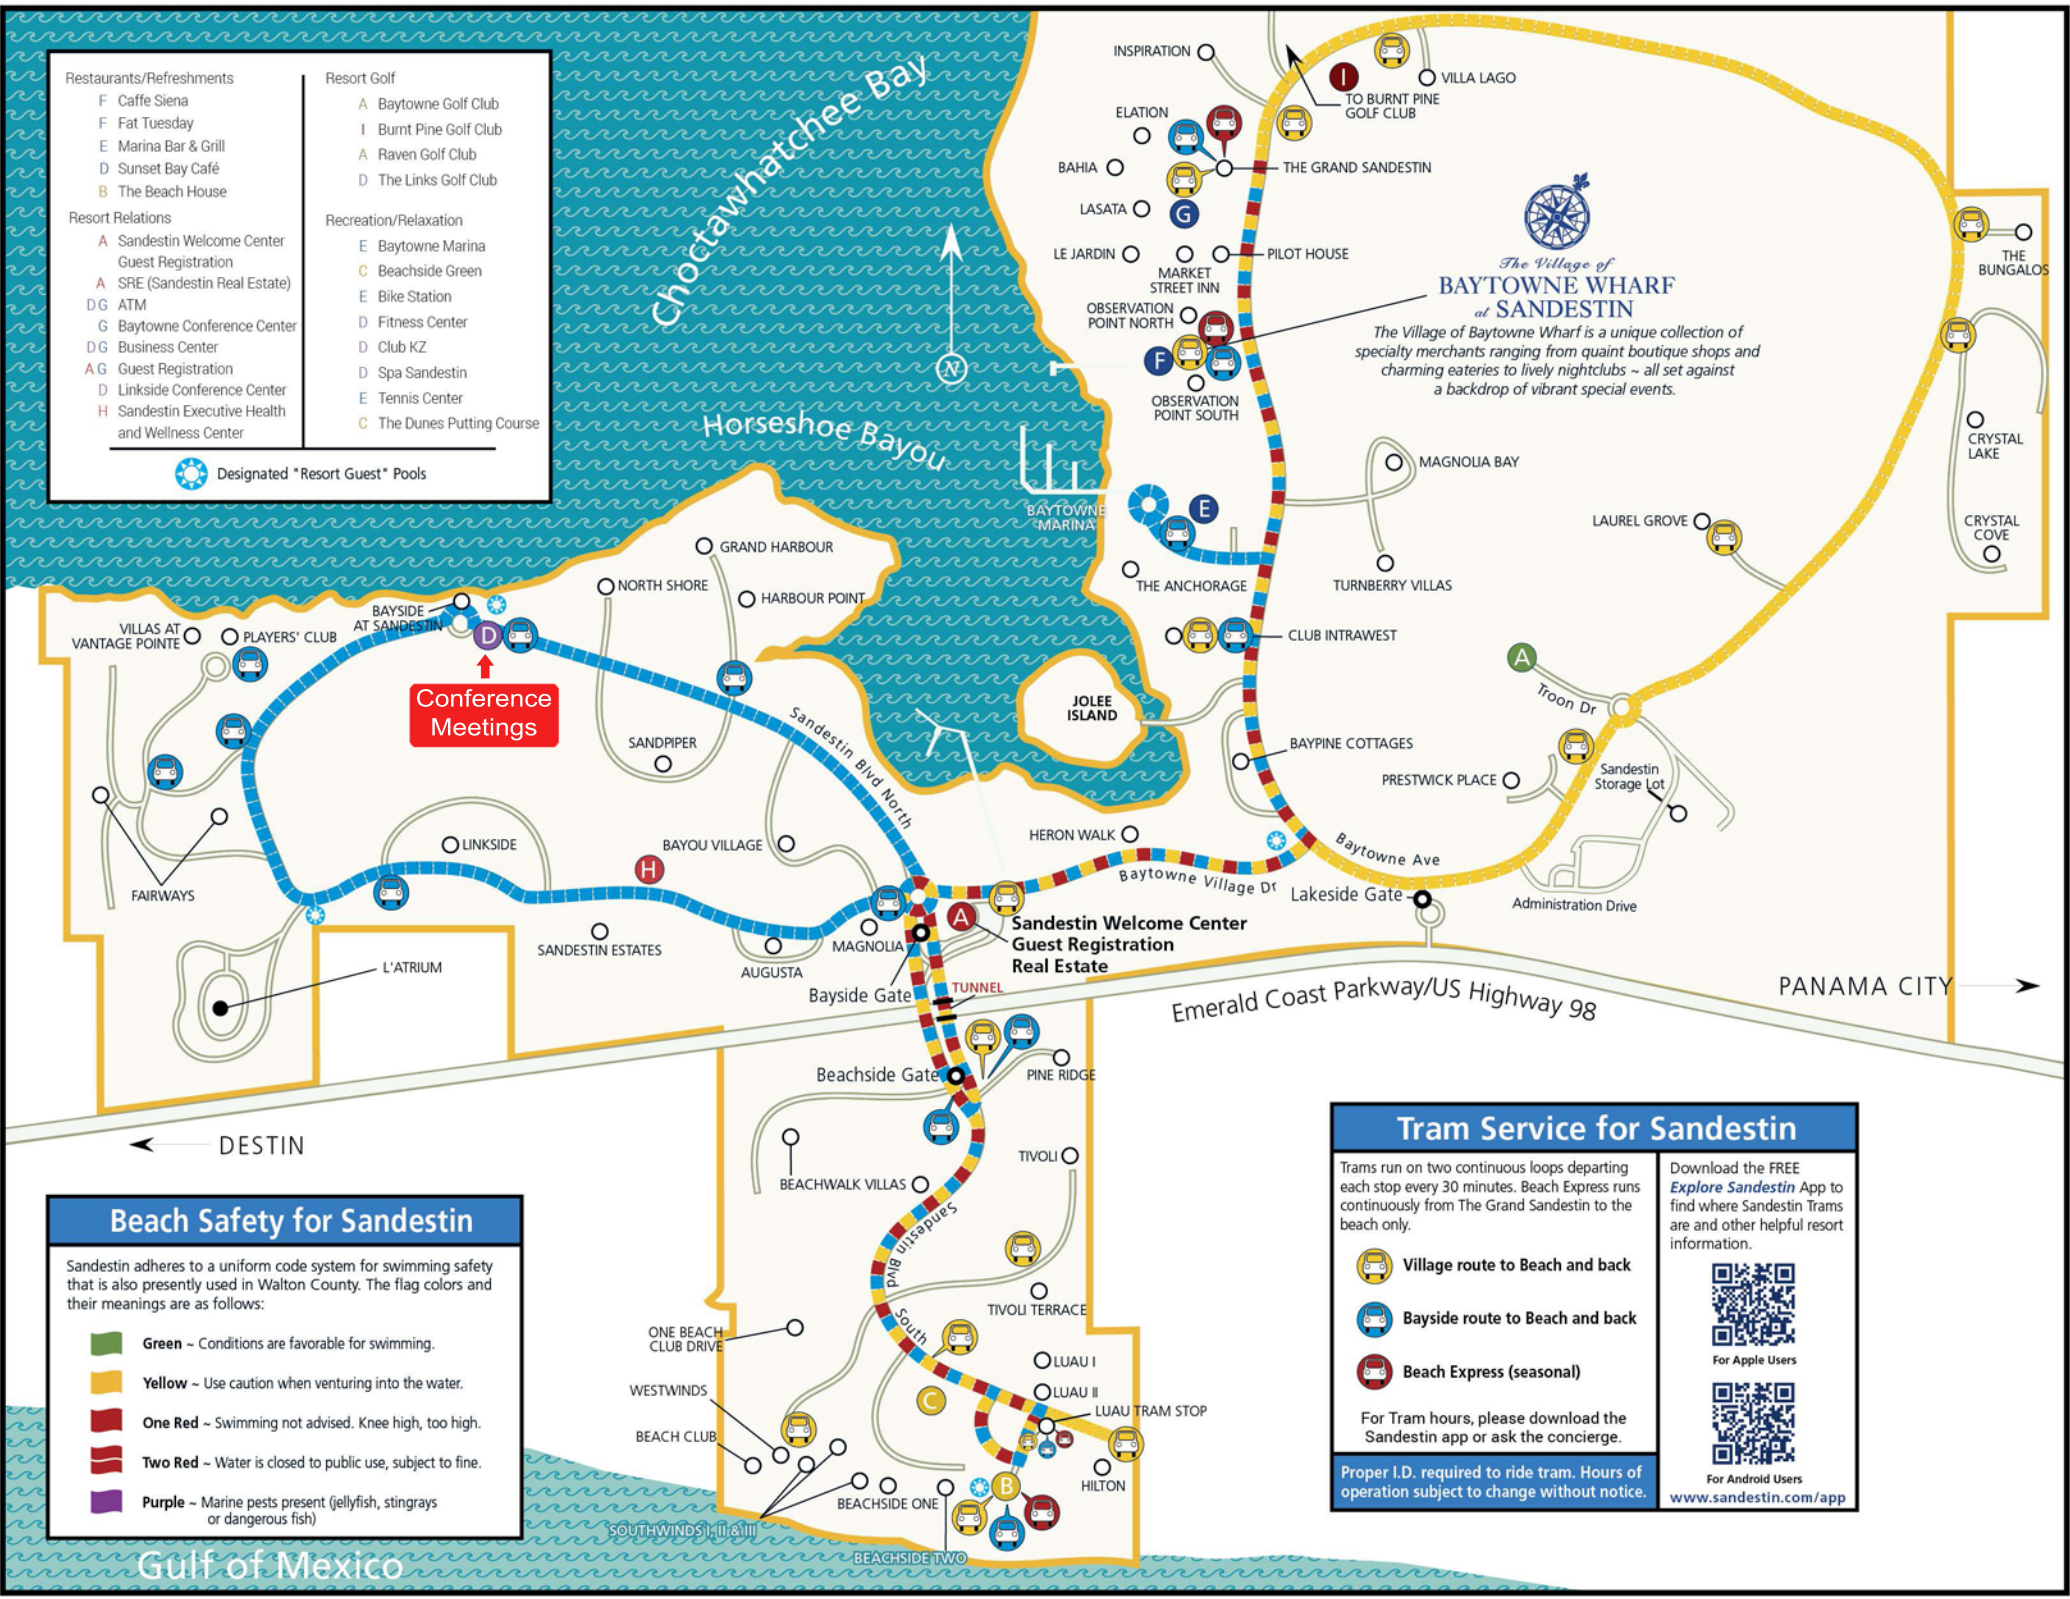 Restaurants/Refreshments
F Caffe Siena
F Fat Tuesday
E Marina Bar & Grill
D Sunset Bay Café
B The Beach House
Resort Relations
A Sandestin Welcome Center
Guest Registration
A SRE (Sandestin Real Estate)
D G ATM
G Baytowne Conference Center
D G Business Center
A G Guest Registration
D Linkside Conference Center
H Sandestin Executive Health
and Wellness Center
Resort Golf
A Baytowne Golf Club
I Burnt Pine Golf Club
A Raven Golf Club
D The Links Golf Club
Recreation/Relaxation
E Baytowne Marina
C Beachside Green
E Bike Station
D Fitness Center
D Club KZ
D Spa Sandestin
E Tennis Center
C The Dunes Putting Course
Designated "Resort Guest" Pools
Choctawhatchee Bay
N
Horseshoe Bayou
INSPIRATION
I
VILLA LAGO
TO BURNT PINE
GOLF CLUB
ELATION
BAHIA
THE GRAND SANDESTIN
LASATA
G
LE JARDIN
MARKET
STREET INN
PILOT HOUSE
OBSERVATION
POINT NORTH
F
OBSERVATION
POINT SOUTH
The Village of
BAYTOWNE WHARF
at SANDESTIN
The Village of Baytowne Wharf is a unique collection of
specialty merchants ranging from quaint boutique shops and
charming eateries to lively nightclubs ~ all set against
a backdrop of vibrant special events.
THE
BUNGALOS
CRYSTAL
LAKE
CRYSTAL
COVE
MAGNOLIA BAY
LAUREL GROVE
TURNBERRY VILLAS
BAYTOWNE
MARINA
E
THE ANCHORAGE
CLUB INTRAWEST
A
Troon Dr
JOLEE
ISLAND
BAYPINE COTTAGES
PRESTWICK PLACE
Sandestin
Storage Lot
GRAND HARBOUR
NORTH SHORE
HARBOUR POINT
BAYSIDE
AT SANDESTIN
D
VILLAS AT
VANTAGE POINTE
PLAYERS' CLUB
Conference
Meetings
SANDPIPER
Sandestin Blvd North
HERON WALK
Baytowne Ave
Baytowne Village Dr
Lakeside Gate
Administration Drive
LINKSIDE
H
BAYOU VILLAGE
FAIRWAYS
SANDESTIN ESTATES
AUGUSTA
MAGNOLIA
A
Sandestin Welcome Center
Guest Registration
Real Estate
L'ATRIUM
Bayside Gate
TUNNEL
Emerald Coast Parkway/US Highway 98
PANAMA CITY
DESTIN
Beachside Gate
PINE RIDGE
TIVOLI
BEACHWALK VILLAS
Sandestin Blvd South
TIVOLI TERRACE
ONE BEACH
CLUB DRIVE
LUAU I
WESTWINDS
LUAU II
C
LUAU TRAM STOP
BEACH CLUB
B
HILTON
BEACHSIDE ONE
SOUTHWINDS I, II & III
BEACHSIDE TWO
Beach Safety for Sandestin
Sandestin adheres to a uniform code system for swimming safety
that is also presently used in Walton County. The flag colors and
their meanings are as follows:
Green ~ Conditions are favorable for swimming.
Yellow ~ Use caution when venturing into the water.
One Red ~ Swimming not advised. Knee high, too high.
Two Red ~ Water is closed to public use, subject to fine.
Purple ~ Marine pests present (jellyfish, stingrays
or dangerous fish)
Gulf of Mexico
Tram Service for Sandestin
Trams run on two continuous loops departing
each stop every 30 minutes. Beach Express runs
continuously from The Grand Sandestin to the
beach only.
Village route to Beach and back
Bayside route to Beach and back
Beach Express (seasonal)
For Tram hours, please download the
Sandestin app or ask the concierge.
Proper I.D. required to ride tram. Hours of
operation subject to change without notice.
Download the FREE
Explore Sandestin App to
find where Sandestin Trams
are and other helpful resort
information.
For Apple Users
For Android Users
www.sandestin.com/app